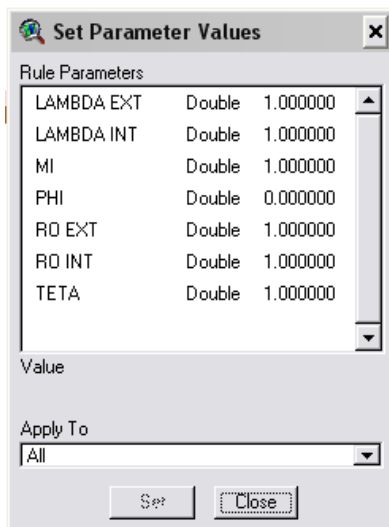 Set Parameter Values
Rule Parameters
LAMBDA EXT Double 1.000000
LAMBDA INT Double 1.000000
MI Double 1.000000
PHI Double 0.000000
RO EXT Double 1.000000
RO INT Double 1.000000
TETA Double 1.000000
Value
Apply To
All
Set Close